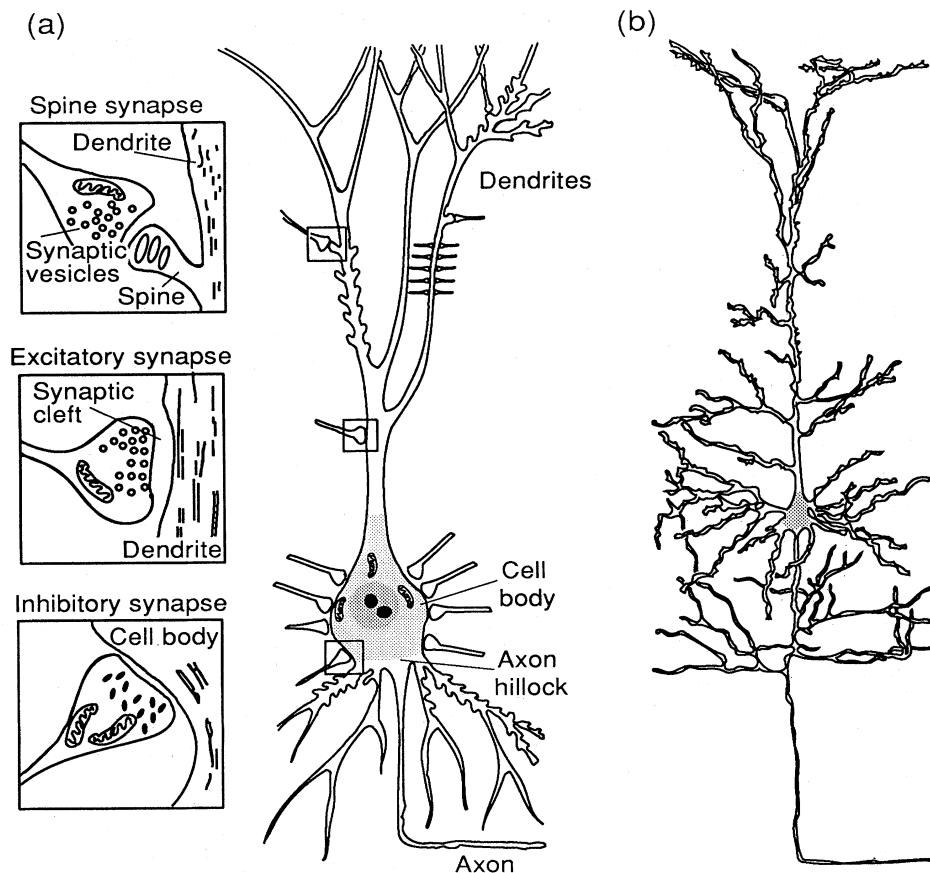 (a)
(b)
Spine synapse
Dendrite
Synaptic
vesicles
Spine
Dendrites
Excitatory synapse
Synaptic
cleft
Dendrite
Inhibitory synapse
Cell body
Cell
body
Axon
hillock
Axon